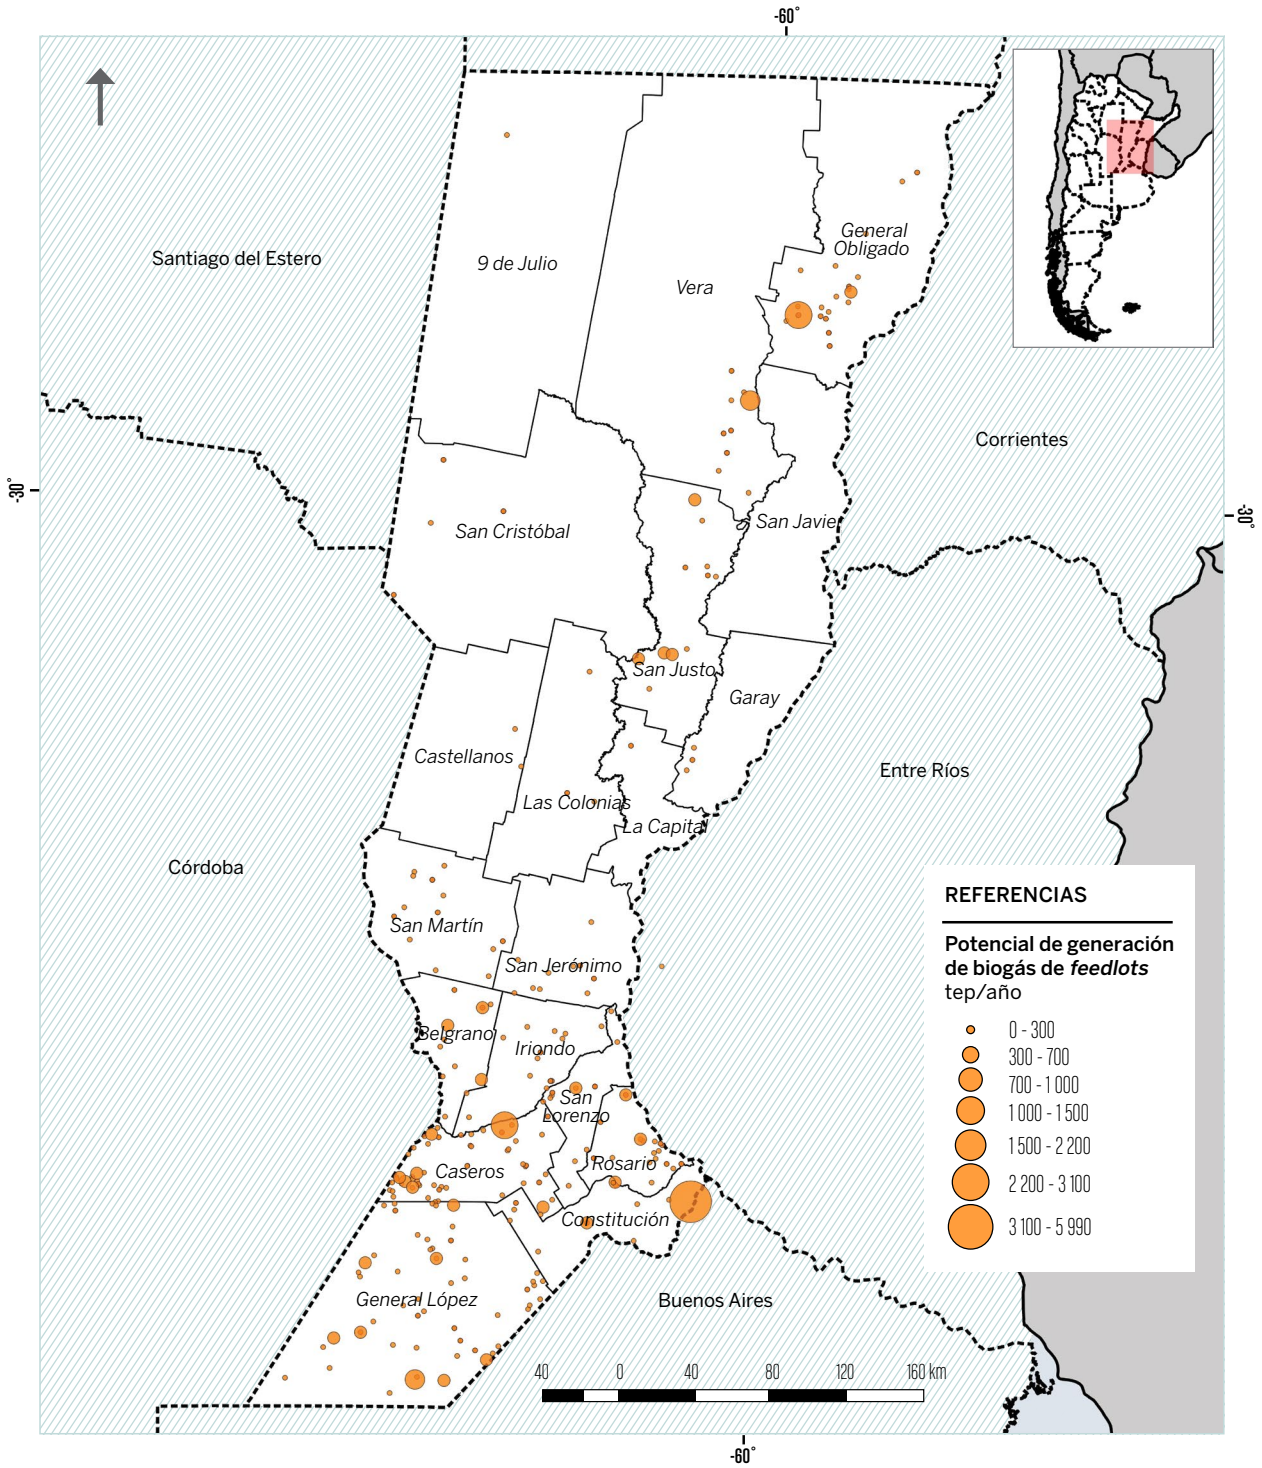 -60°
Santiago del Estero
9 de Julio
Vera
General
Obligado
Corrientes
-30°
-30°
San Cristóbal
San Javie
San Justo
Garay
Castellanos
Las Colonias
La Capital
Entre Ríos
Córdoba
San Martín
San Jerónimo
Belgrano
Iriondo
San
Lorenzo
Caseros
Rosario
Constitución
General López
Buenos Aires
REFERENCIAS
Potencial de generación
de biogás de feedlots
tep/año
0 - 300
300 - 700
700 - 1 000
1 000 - 1 500
1 500 - 2 200
2 200 - 3 100
3 100 - 5 990
40 0 40 80 120 160 km
-60°